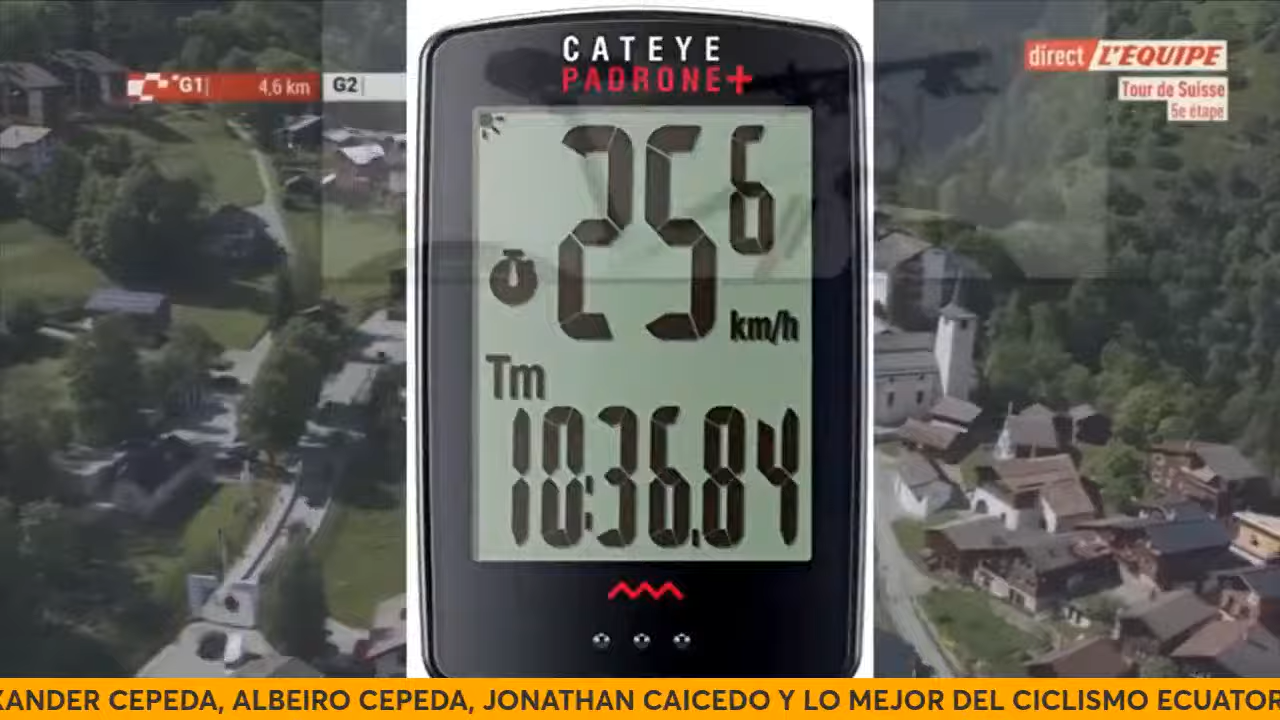 CATEYE
PADRONE+
G1 4,6 km G2
direct L'ÉQUIPE
Tour de Suisse
5e étape
25 6
km/h
Tm
10:36.84
XANDER CEPEDA, ALBEIRO CEPEDA, JONATHAN CAICEDO Y LO MEJOR DEL CICLISMO ECUATOR